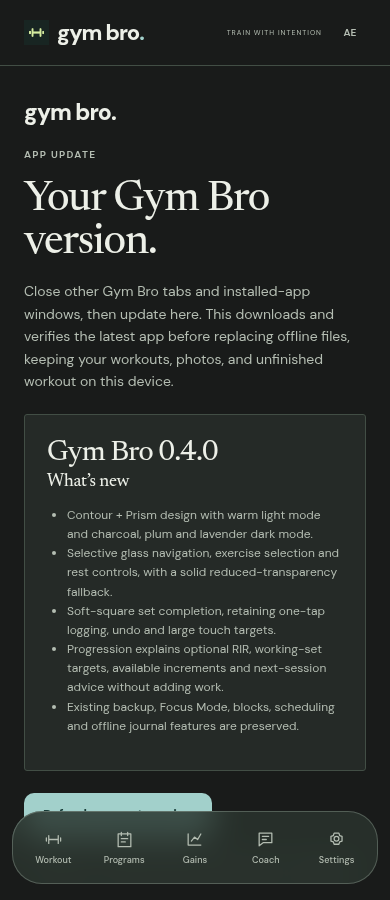 gym bro.
TRAIN WITH INTENTION
AE
gym bro.
APP UPDATE
Your Gym Bro
version.
Close other Gym Bro tabs and installed-app
windows, then update here. This downloads and
verifies the latest app before replacing offline files,
keeping your workouts, photos, and unfinished
workout on this device.
Gym Bro 0.4.0
What's new
• Contour + Prism design with warm light mode
and charcoal, plum and lavender dark mode.
• Selective glass navigation, exercise selection and
rest controls, with a solid reduced-transparency
fallback.
• Soft-square set completion, retaining one-tap
logging, undo and large touch targets.
• Progression explains optional RIR, working-set
targets, available increments and next-session
advice without adding work.
• Existing backup, Focus Mode, blocks, scheduling
and offline journal features are preserved.
Workout
Programs
Gains
Coach
Settings